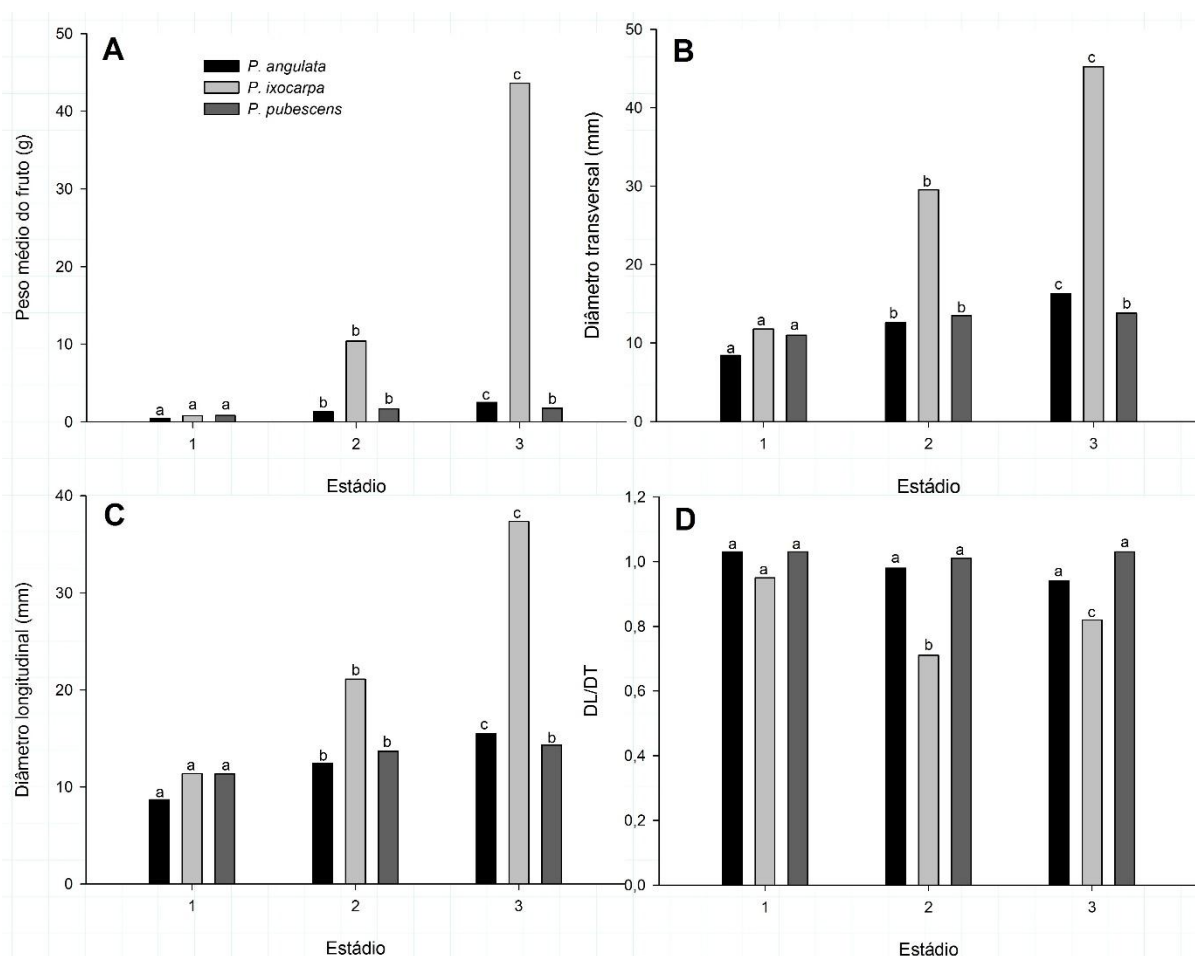 A
Peso médio do fruto (g)
50
40
30
20
10
0
P. angulata
P. ixocarpa
P. pubescens
a a a
b b b
c c b
1 2 3
Estádio
B
Diâmetro transversal (mm)
50
40
30
20
10
0
a a a
b b b
c c b
1 2 3
Estádio
C
Diâmetro longitudinal (mm)
40
30
20
10
0
a a a
b b b
c c b
1 2 3
Estádio
D
DL/DT
1,2
1,0
0,8
0,6
0,4
0,2
0,0
a a a
a b a
a c a
1 2 3
Estádio